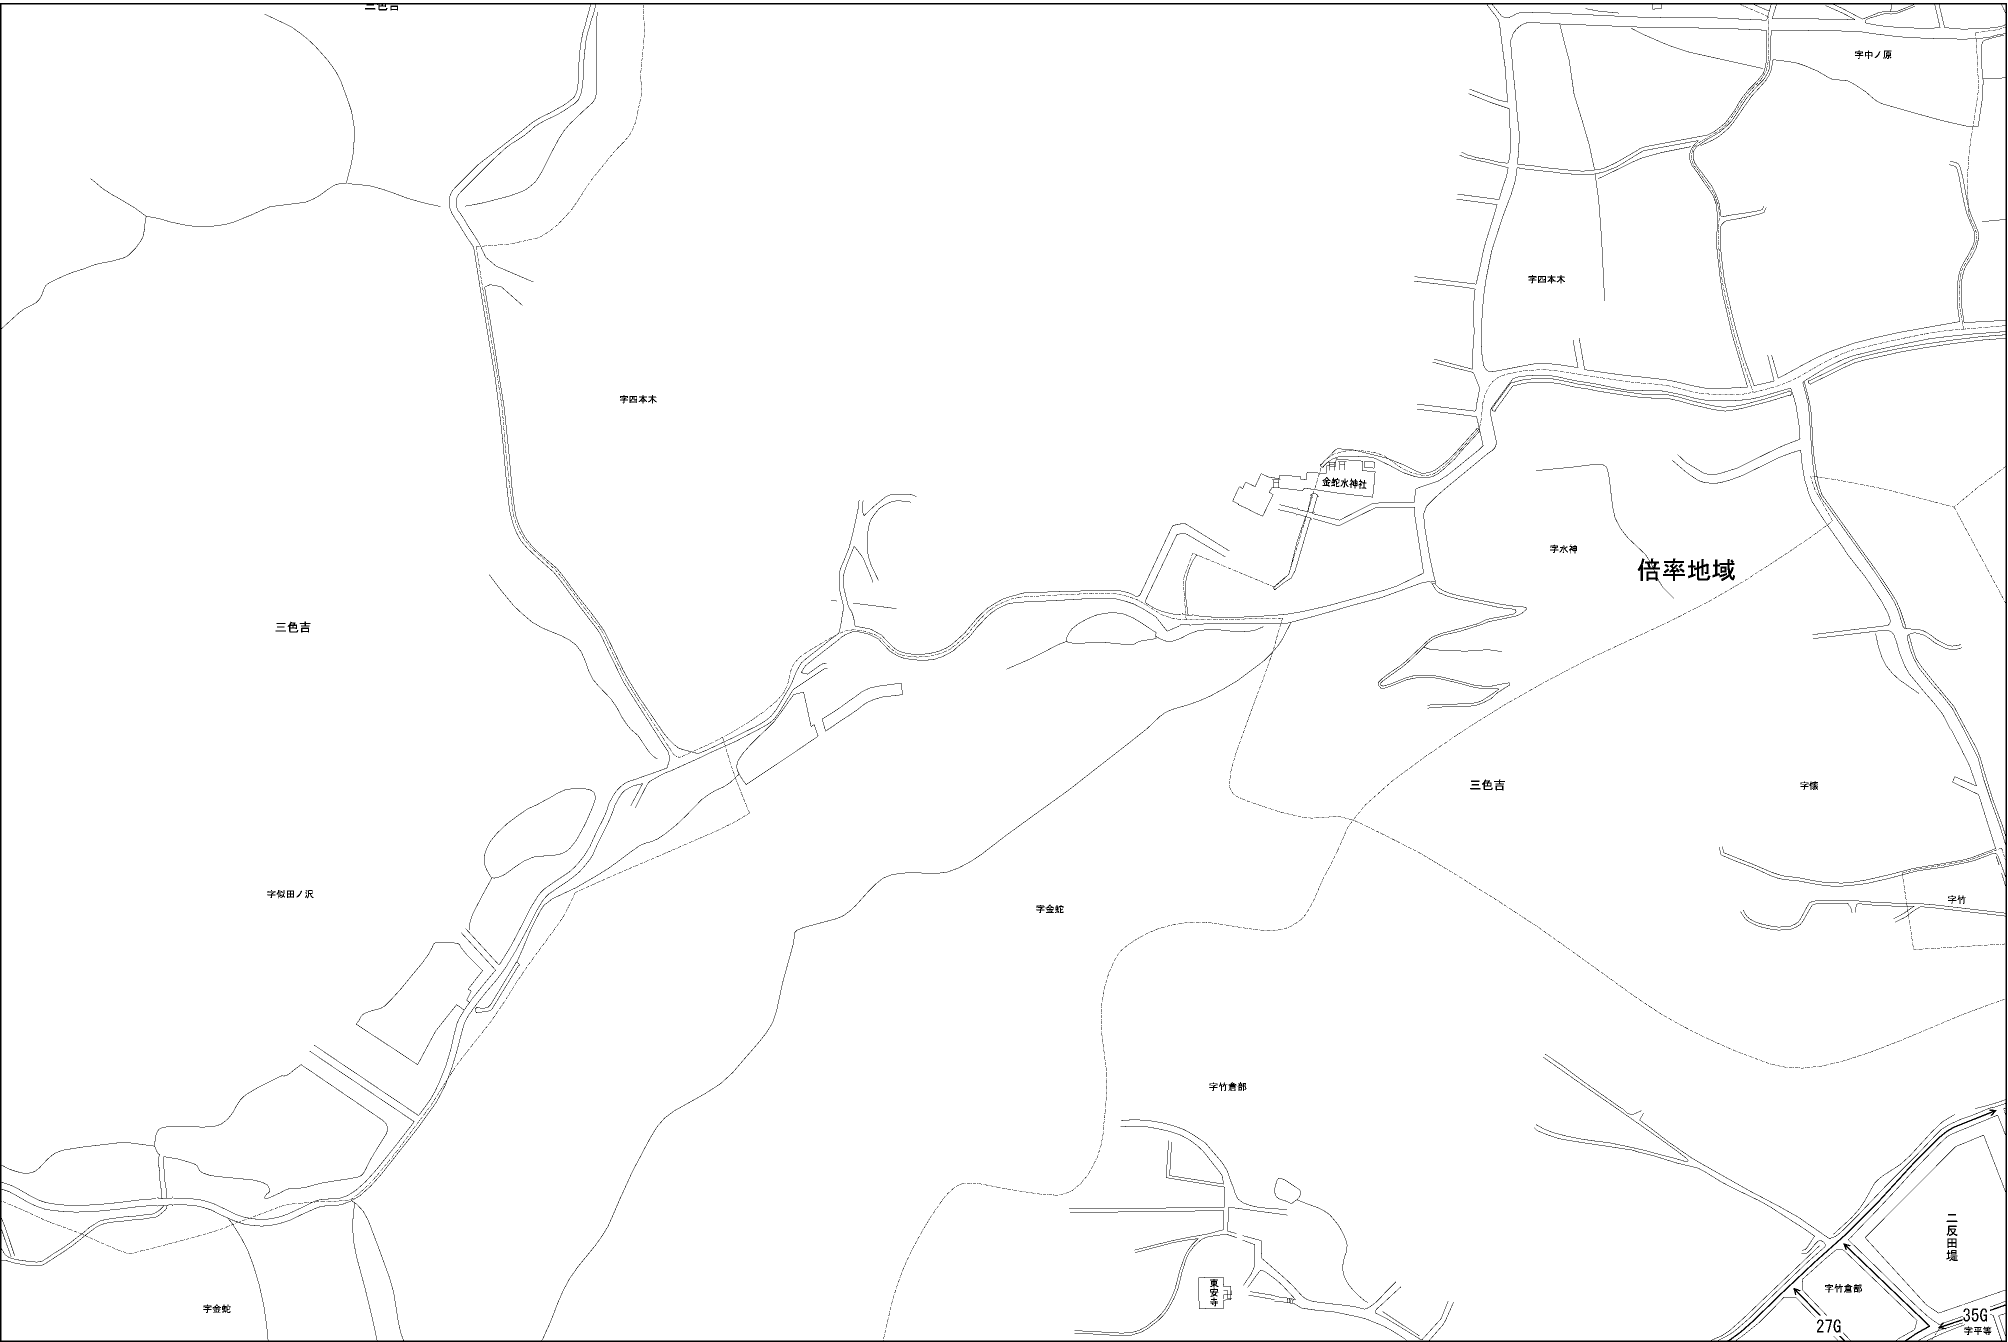 三色吉
字中ノ原
字四本木
字四本木
金蛇水神社
字水神
倍率地域
三色吉
三色吉
字懐
字似田ノ沢
字金蛇
字竹
字竹倉部
二反田堤
東安寺
字竹倉部
字金蛇
35G
27G
字平等